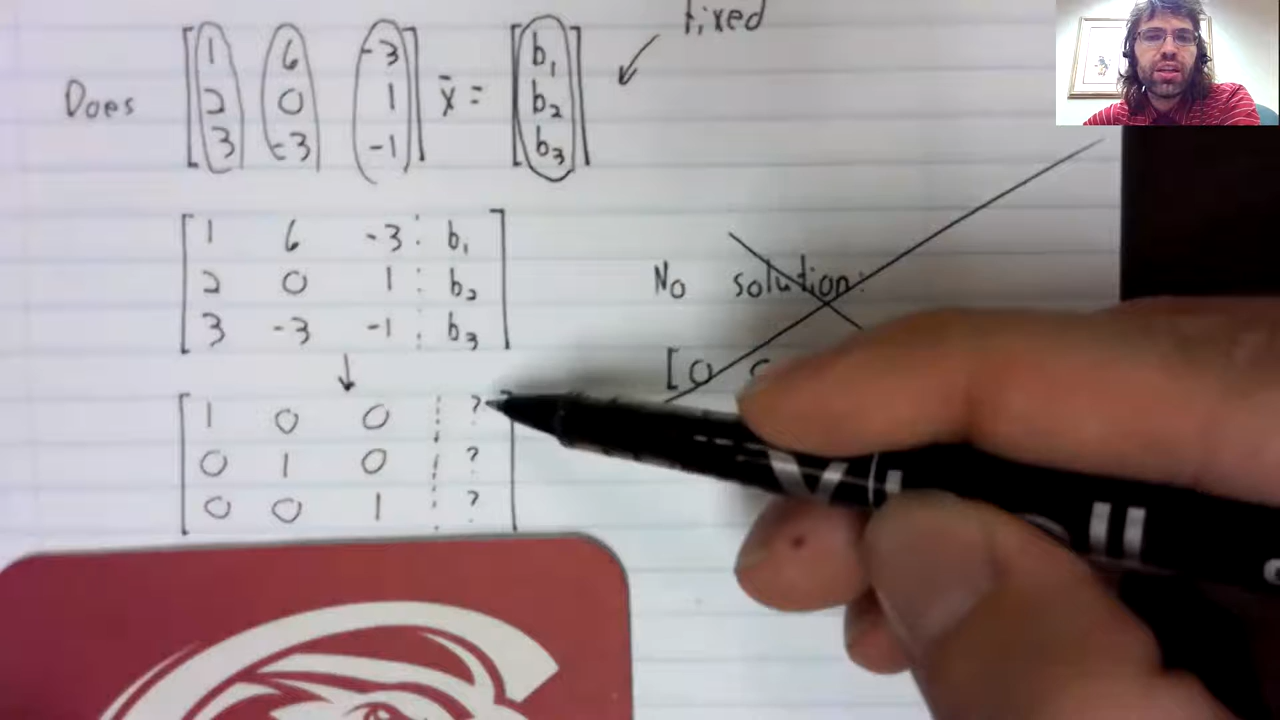 fixed
Does [1 6 -3] x̄ = [b₁]
[2 0 1] [b₂]
[3 -3 -1] [b₃]
[1 6 -3 : b₁]
[2 0 1 : b₂]
[3 -3 -1 : b₃]
No solution:
↓
[0
[1 0 0 ⋮ ?]
[0 1 0 ⋮ ?]
[0 0 1 ⋮ ?]